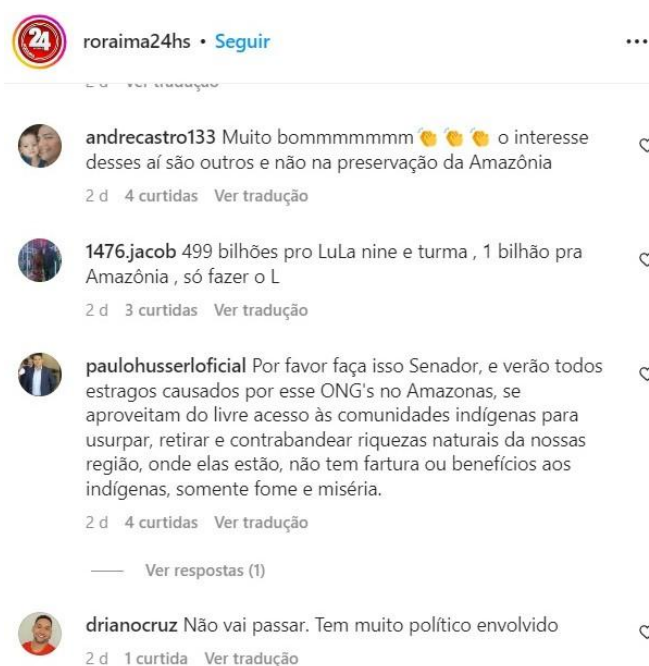 24
roraima24hs • Seguir
Ver tradução
andrecastro133 Muito bommmmmmm👏👏👏 o interesse
desses aí são outros e não na preservação da Amazônia
2 d 4 curtidas Ver tradução
1476.jacob 499 bilhões pro LuLa nine e turma , 1 bilhão pra
Amazônia , só fazer o L
2 d 3 curtidas Ver tradução
paulohusserloficial Por favor faça isso Senador, e verão todos
estragos causados por esse ONG's no Amazonas, se
aproveitam do livre acesso às comunidades indígenas para
usurpar, retirar e contrabandear riquezas naturais da nossas
região, onde elas estão, não tem fartura ou benefícios aos
indígenas, somente fome e miséria.
2 d 4 curtidas Ver tradução
Ver respostas (1)
drianocruz Não vai passar. Tem muito político envolvido
2 d 1 curtida Ver tradução